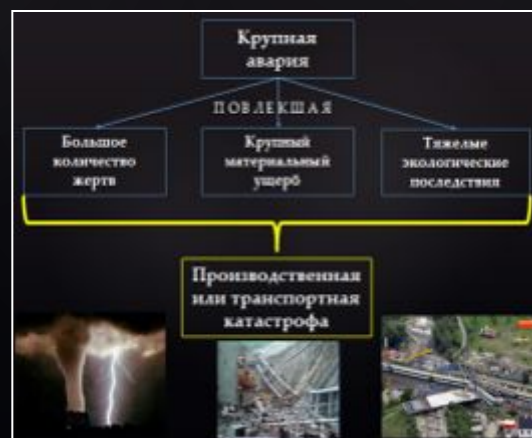 Крупная
авария
ПОВЛЕКШАЯ
Большое
количество
жертв
Крупный
материальный
ущерб
Тяжелые
экологические
последствия
Производственная
или транспортная
катастрофа